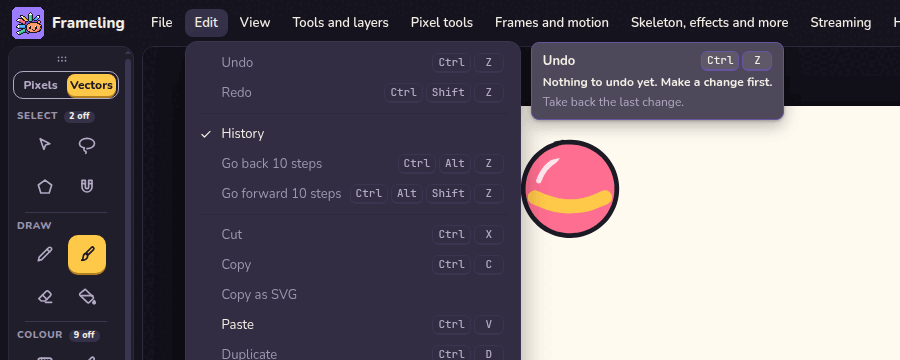 Frameling File Edit View Tools and layers Pixel tools Frames and motion Skeleton, effects and more Streaming
Pixels Vectors
SELECT 2 off
DRAW
COLOUR 9 off
Undo Ctrl Z
Redo Ctrl Shift Z
History
Go back 10 steps Ctrl Alt Z
Go forward 10 steps Ctrl Alt Shift Z
Cut Ctrl X
Copy Ctrl C
Copy as SVG
Paste Ctrl V
Duplicate Ctrl D
Undo Ctrl Z
Nothing to undo yet. Make a change first.
Take back the last change.